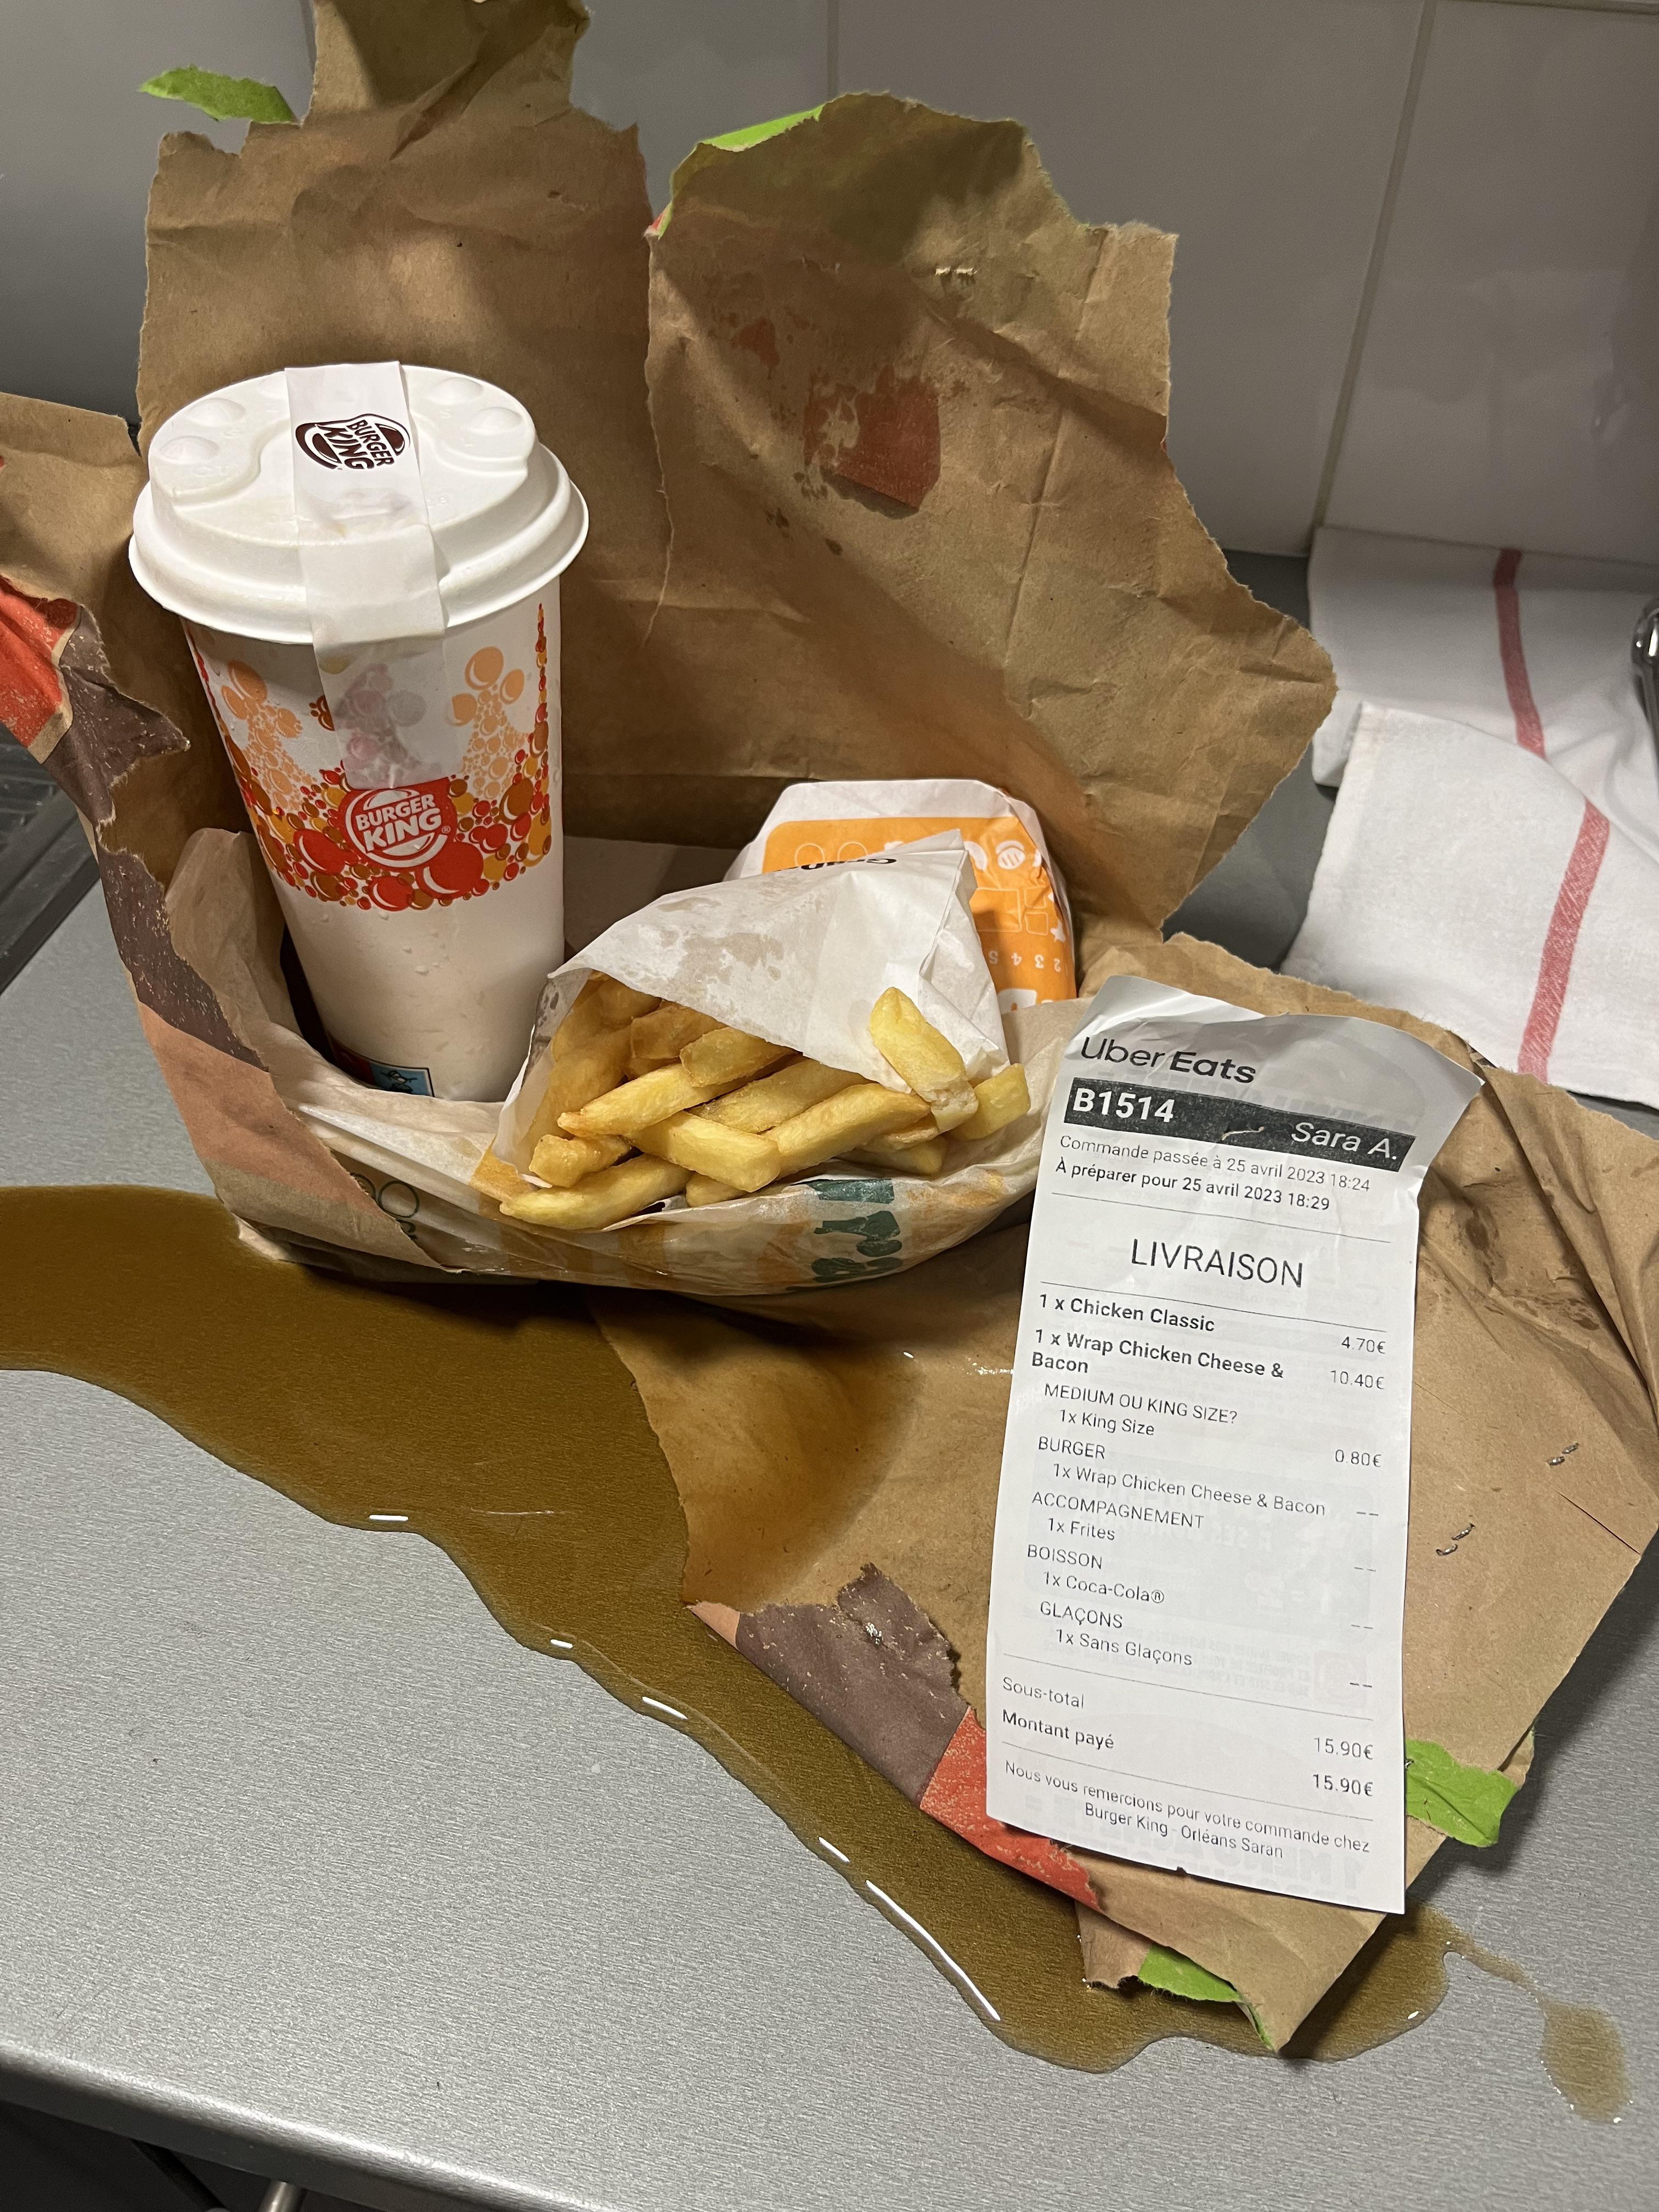 BURGER
KING
BURGER
KING®
2 3 4 5
Uber Eats
B1514
Sara A.
Commande passée à 25 avril 2023 18:24
À préparer pour 25 avril 2023 18:29
LIVRAISON
1 x Chicken Classic 4.70€
1 x Wrap Chicken Cheese & 10.40€
Bacon
MEDIUM OU KING SIZE?
1x King Size 0.80€
BURGER
1x Wrap Chicken Cheese & Bacon --
ACCOMPAGNEMENT
1x Frites --
BOISSON
1x Coca-Cola® --
GLAÇONS
1x Sans Glaçons --
Sous-total 15.90€
Montant payé 15.90€
Nous vous remercions pour votre commande chez
Burger King - Orléans Saran